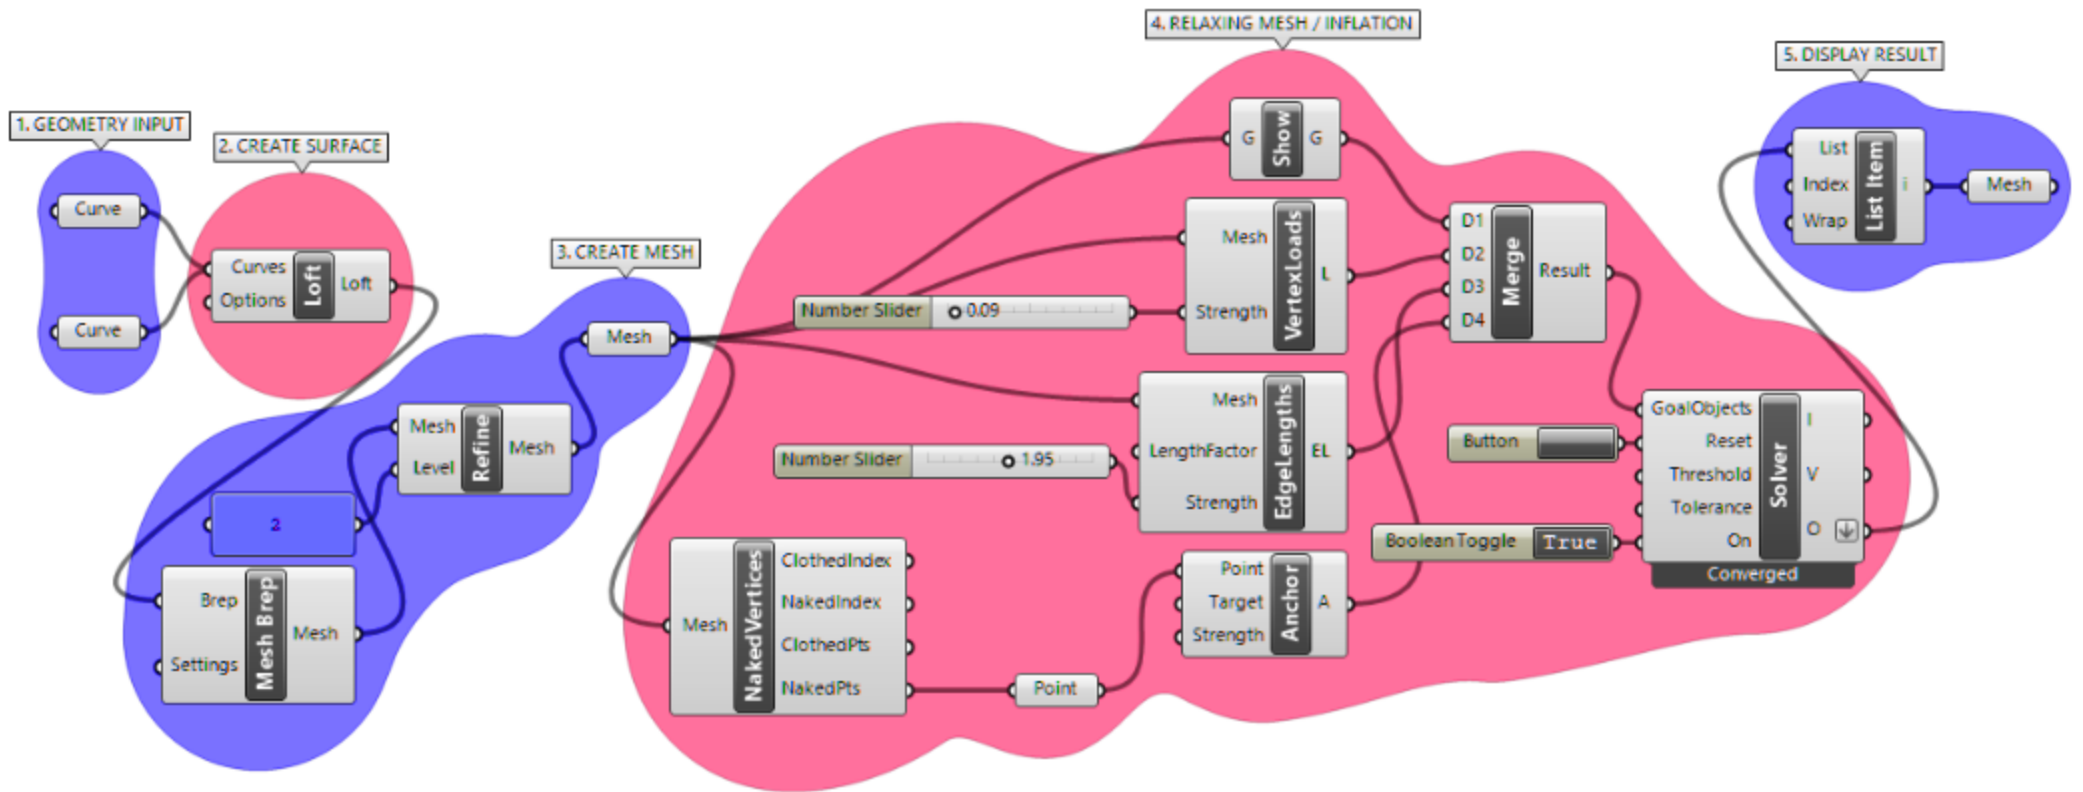 1. GEOMETRY INPUT
Curve
Curve
2. CREATE SURFACE
Curves
Options
Loft
Loft
3. CREATE MESH
Mesh
Mesh
Level
Refine
Mesh
2
Brep
Settings
Mesh Brep
Mesh
4. RELAXING MESH / INFLATION
G
Show
G
Mesh
Strength
VertexLoads
L
Number Slider
0.09
Mesh
LengthFactor
Strength
EdgeLengths
EL
Number Slider
1.95
Mesh
NakedVertices
ClothedIndex
NakedIndex
ClothedPts
NakedPts
Point
Point
Target
Strength
Anchor
A
D1
D2
D3
D4
Merge
Result
Button
Boolean Toggle
True
GoalObjects
Reset
Threshold
Tolerance
On
Solver
I
V
O
Converged
5. DISPLAY RESULT
List
Index
Wrap
List Item
i
Mesh